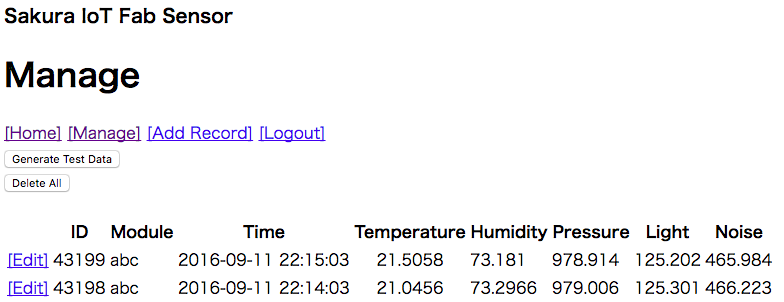 Sakura IoT Fab Sensor
Manage
[Home] [Manage] [Add Record] [Logout]
Generate Test Data
Delete All
ID Module Time Temperature Humidity Pressure Light Noise
[Edit] 43199 abc 2016-09-11 22:15:03 21.5058 73.181 978.914 125.202 465.984
[Edit] 43198 abc 2016-09-11 22:14:03 21.0456 73.2966 979.006 125.301 466.223